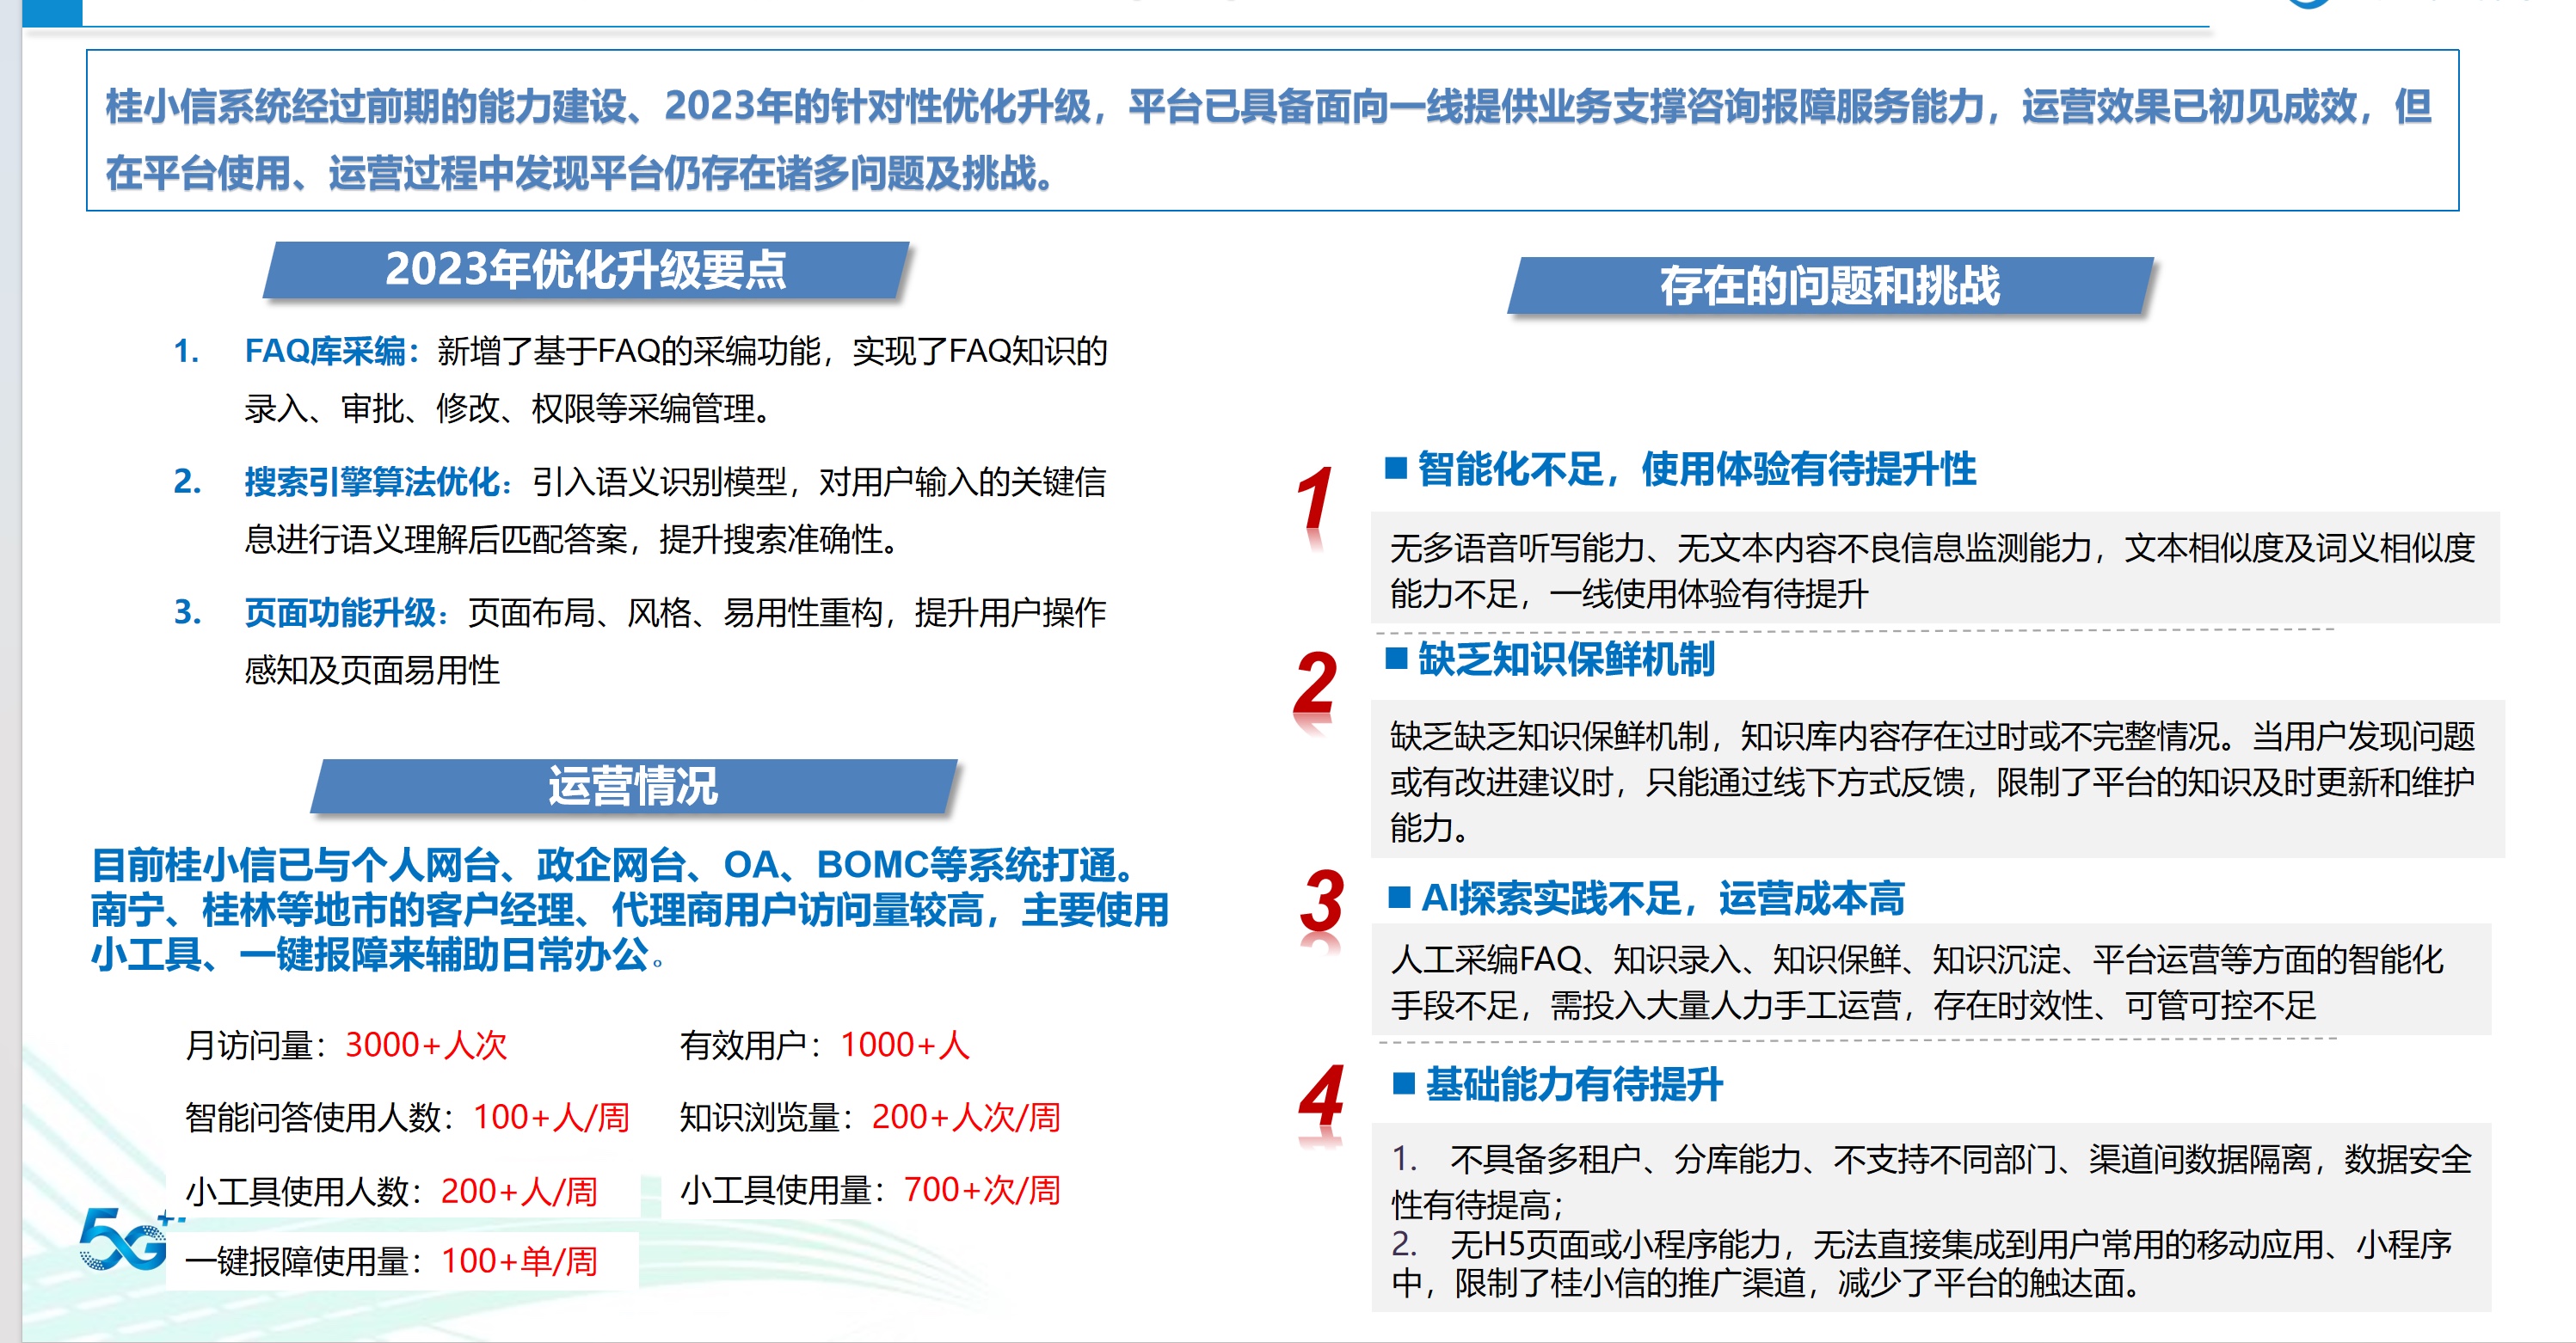 桂小信系统经过前期的能力建设、2023年的针对性优化升级，平台已具备面向一线提供业务支撑咨询报障服务能力，运营效果已初见成效，但
在平台使用、运营过程中发现平台仍存在诸多问题及挑战。
2023年优化升级要点
1. FAQ库采编：新增了基于FAQ的采编功能，实现了FAQ知识的
录入、审批、修改、权限等采编管理。
2. 搜索引擎算法优化：引入语义识别模型，对用户输入的关键信
息进行语义理解后匹配答案，提升搜索准确性。
3. 页面功能升级：页面布局、风格、易用性重构，提升用户操作
感知及页面易用性
运营情况
目前桂小信已与个人网台、政企网台、OA、BOMC等系统打通。
南宁、桂林等地市的客户经理、代理商用户访问量较高，主要使用
小工具、一键报障来辅助日常办公。
月访问量：3000+人次 有效用户：1000+人
智能问答使用人数：100+人/周 知识浏览量：200+人次/周
小工具使用人数：200+人/周 小工具使用量：700+次/周
一键报障使用量：100+单/周
5G
存在的问题和挑战
1 ■ 智能化不足，使用体验有待提升性
无多语音听写能力、无文本内容不良信息监测能力，文本相似度及词义相似度
能力不足，一线使用体验有待提升
2 ■ 缺乏知识保鲜机制
缺乏缺乏知识保鲜机制，知识库内容存在过时或不完整情况。当用户发现问题
或有改进建议时，只能通过线下方式反馈，限制了平台的知识及时更新和维护
能力。
3 ■ AI探索实践不足，运营成本高
人工采编FAQ、知识录入、知识保鲜、知识沉淀、平台运营等方面的智能化
手段不足，需投入大量人力手工运营，存在时效性、可管可控不足
4 ■ 基础能力有待提升
1. 不具备多租户、分库能力、不支持不同部门、渠道间数据隔离，数据安全
性有待提高；
2. 无H5页面或小程序能力，无法直接集成到用户常用的移动应用、小程序
中，限制了桂小信的推广渠道，减少了平台的触达面。